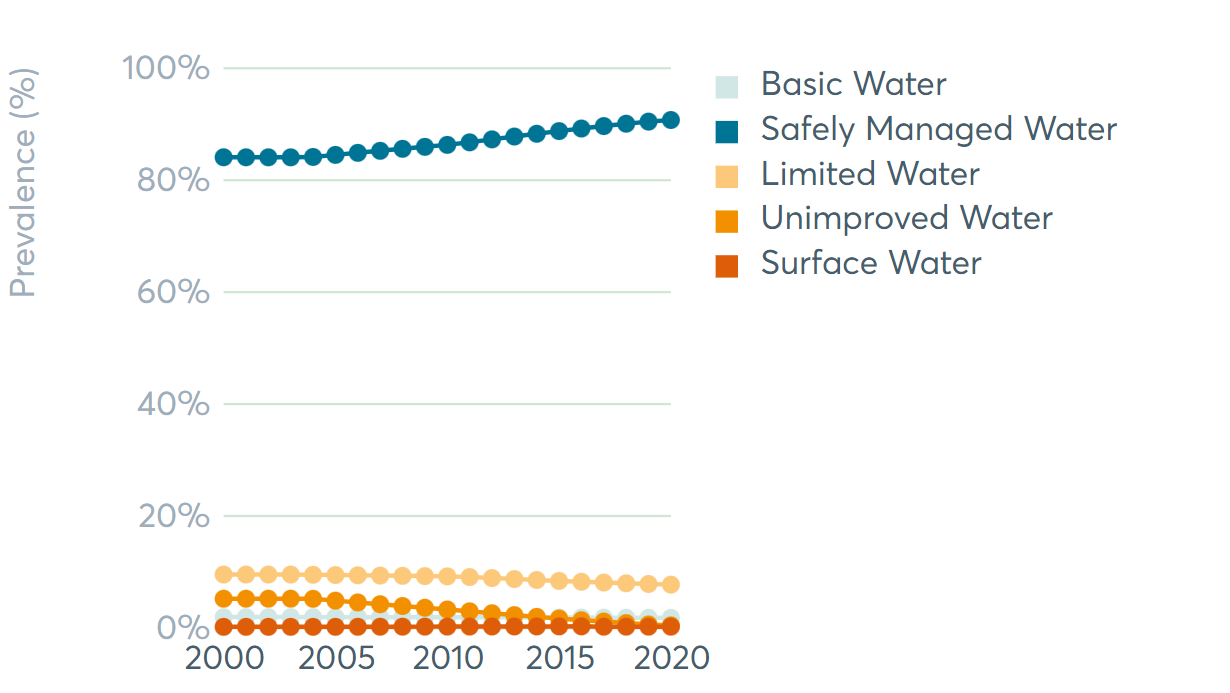 Prevalence (%)
100%
80%
60%
40%
20%
0%
2000 2005 2010 2015 2020
Basic Water
Safely Managed Water
Limited Water
Unimproved Water
Surface Water